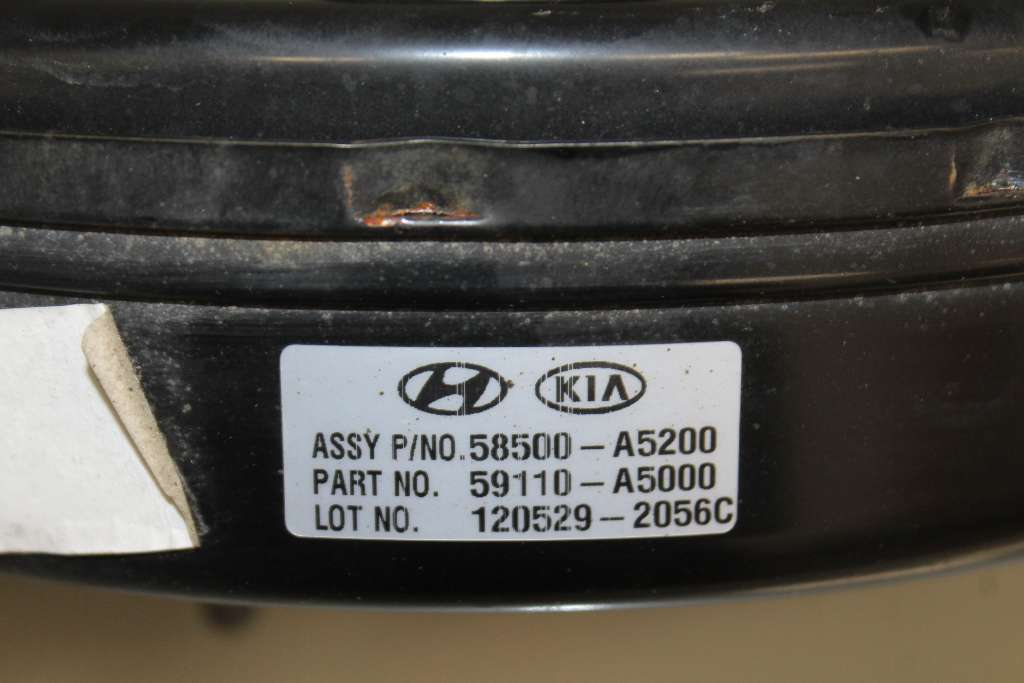 KIA
ASSY P/NO. 58500-A5200
PART NO. 59110-A5000
LOT NO. 120529-2056C